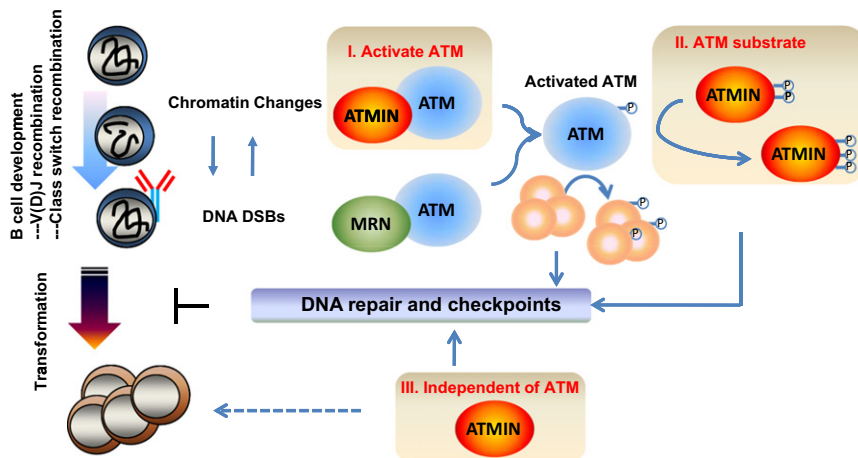 B cell development
---V(D)J recombination
---Class switch recombination
Transformation
Chromatin Changes
DNA DSBs
I. Activate ATM
ATMIN
ATM
MRN
ATM
Activated ATM
ATM
P
P
P
P
II. ATM substrate
ATMIN
P
P
ATMIN
P
P
P
DNA repair and checkpoints
III. Independent of ATM
ATMIN